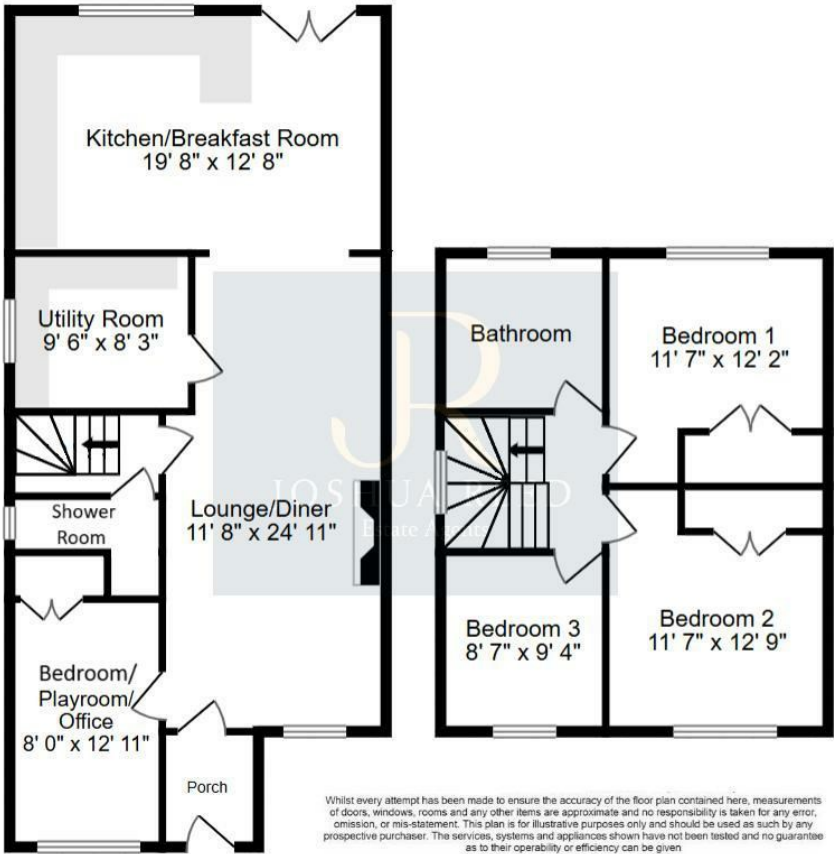 Kitchen/Breakfast Room
19' 8" x 12' 8"
Utility Room
9' 6" x 8' 3"
Bathroom
Bedroom 1
11' 7" x 12' 2"
JR
JOSHUA REED
Estate Agents
Shower
Room
Lounge/Diner
11' 8" x 24' 11"
Bedroom 3
8' 7" x 9' 4"
Bedroom 2
11' 7" x 12' 9"
Bedroom/
Playroom/
Office
8' 0" x 12' 11"
Porch
Whilst every attempt has been made to ensure the accuracy of the floor plan contained here, measurements
of doors, windows, rooms and any other items are approximate and no responsibility is taken for any error,
omission, or mis-statement. This plan is for illustrative purposes only and should be used as such by any
prospective purchaser. The services, systems and appliances shown have not been tested and no guarantee
as to their operability or efficiency can be given